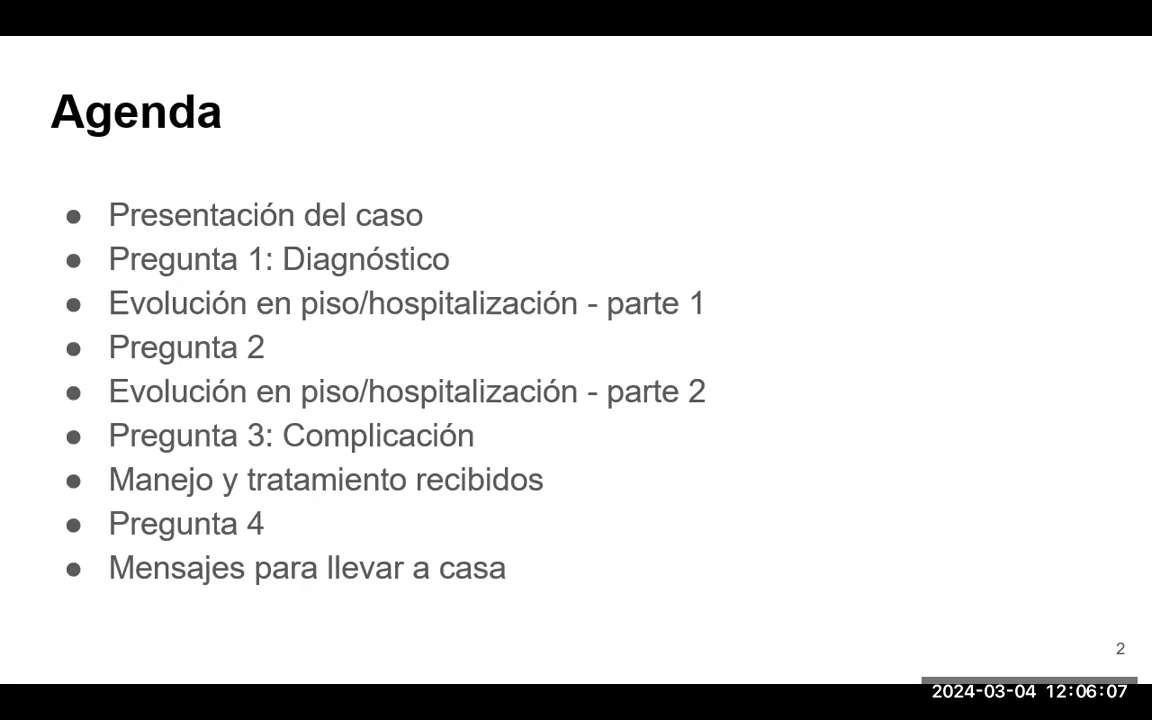 Agenda
● Presentación del caso
● Pregunta 1: Diagnóstico
● Evolución en piso/hospitalización - parte 1
● Pregunta 2
● Evolución en piso/hospitalización - parte 2
● Pregunta 3: Complicación
● Manejo y tratamiento recibidos
● Pregunta 4
● Mensajes para llevar a casa
2
2024-03-04 12:06:07